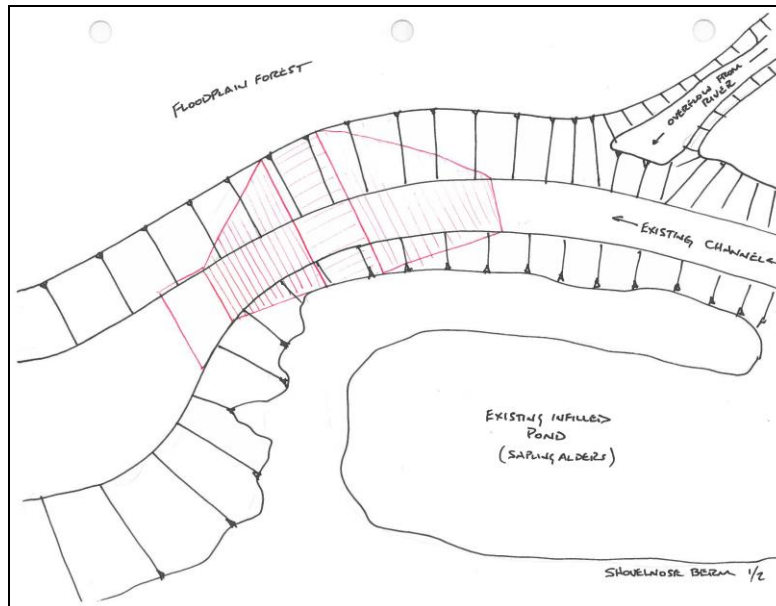 FLOODPLAIN FOREST
OVERFLOW FROM
RIVER
EXISTING CHANNEL
EXISTING INFILLED
POND
(SAPLING ALDERS)
SHOVELNOSE BERM 1/2